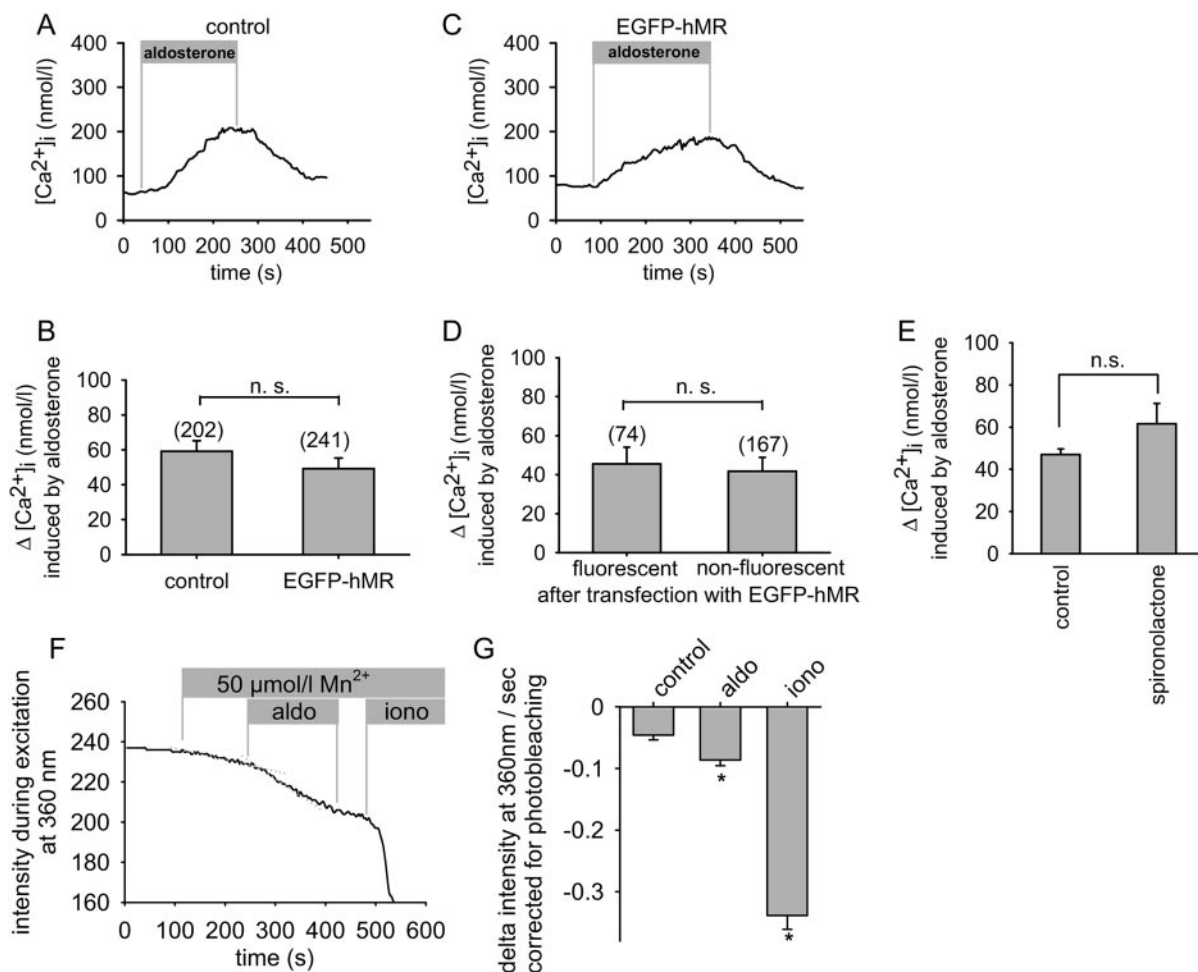 A
control
400
300
200
100
0
[Ca2+]i (nmol/l)
aldosterone
0 100 200 300 400 500
time (s)
C
EGFP-hMR
400
300
200
100
0
[Ca2+]i (nmol/l)
aldosterone
0 100 200 300 400 500
time (s)
B
Δ [Ca2+]i (nmol/l)
induced by aldosterone
100
80
60
40
20
0
n. s.
(202)
(241)
control
EGFP-hMR
D
Δ [Ca2+]i (nmol/l)
induced by aldosterone
100
80
60
40
20
0
n. s.
(74)
(167)
fluorescent
non-fluorescent
after transfection with EGFP-hMR
E
Δ [Ca2+]i (nmol/l)
induced by aldosterone
100
80
60
40
20
0
n.s.
control
spironolactone
F
intensity during excitation
at 360 nm
260
240
220
200
180
160
50 µmol/l Mn2+
aldo
iono
0 100 200 300 400 500 600
time (s)
G
delta intensity at 360nm / sec
corrected for photobleaching
control
aldo
iono
0
-0.1
-0.2
-0.3
*
*